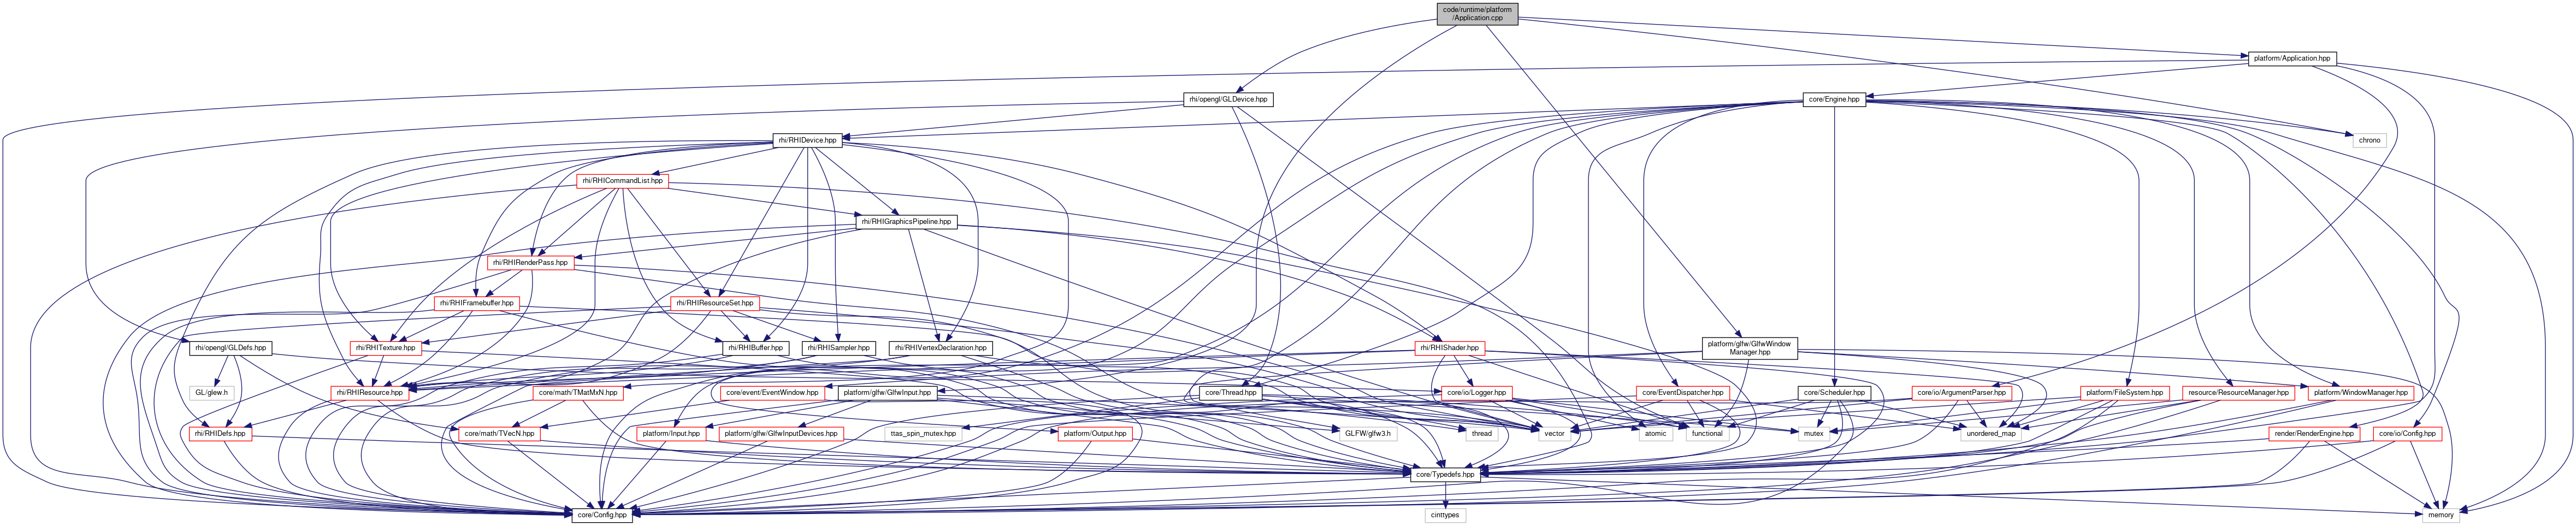 code/runtime/platform
/Application.cpp
platform/Application.hpp
rhi/opengl/GLDevice.hpp
core/Engine.hpp
rhi/RHIDevice.hpp
chrono
rhi/RHICommandList.hpp
rhi/RHIGraphicsPipeline.hpp
rhi/RHIRenderPass.hpp
rhi/RHIFramebuffer.hpp
rhi/RHIResourceSet.hpp
rhi/opengl/GLDefs.hpp
rhi/RHITexture.hpp
rhi/RHIBuffer.hpp
rhi/RHISampler.hpp
rhi/RHIVertexDeclaration.hpp
rhi/RHIShader.hpp
platform/glfw/GlfwWindow
Manager.hpp
GL/glew.h
rhi/RHIResource.hpp
core/math/TMatMxN.hpp
core/event/EventWindow.hpp
platform/glfw/GlfwInput.hpp
core/Thread.hpp
core/io/Logger.hpp
core/EventDispatcher.hpp
core/Scheduler.hpp
core/io/ArgumentParser.hpp
platform/FileSystem.hpp
resource/ResourceManager.hpp
platform/WindowManager.hpp
rhi/RHIDefs.hpp
core/math/TVecN.hpp
platform/Input.hpp
platform/glfw/GlfwInputDevices.hpp
ttas_spin_mutex.hpp
platform/Output.hpp
GLFW/glfw3.h
thread
vector
atomic
functional
mutex
unordered_map
render/RenderEngine.hpp
core/io/Config.hpp
core/Typedefs.hpp
core/Config.hpp
cinttypes
memory